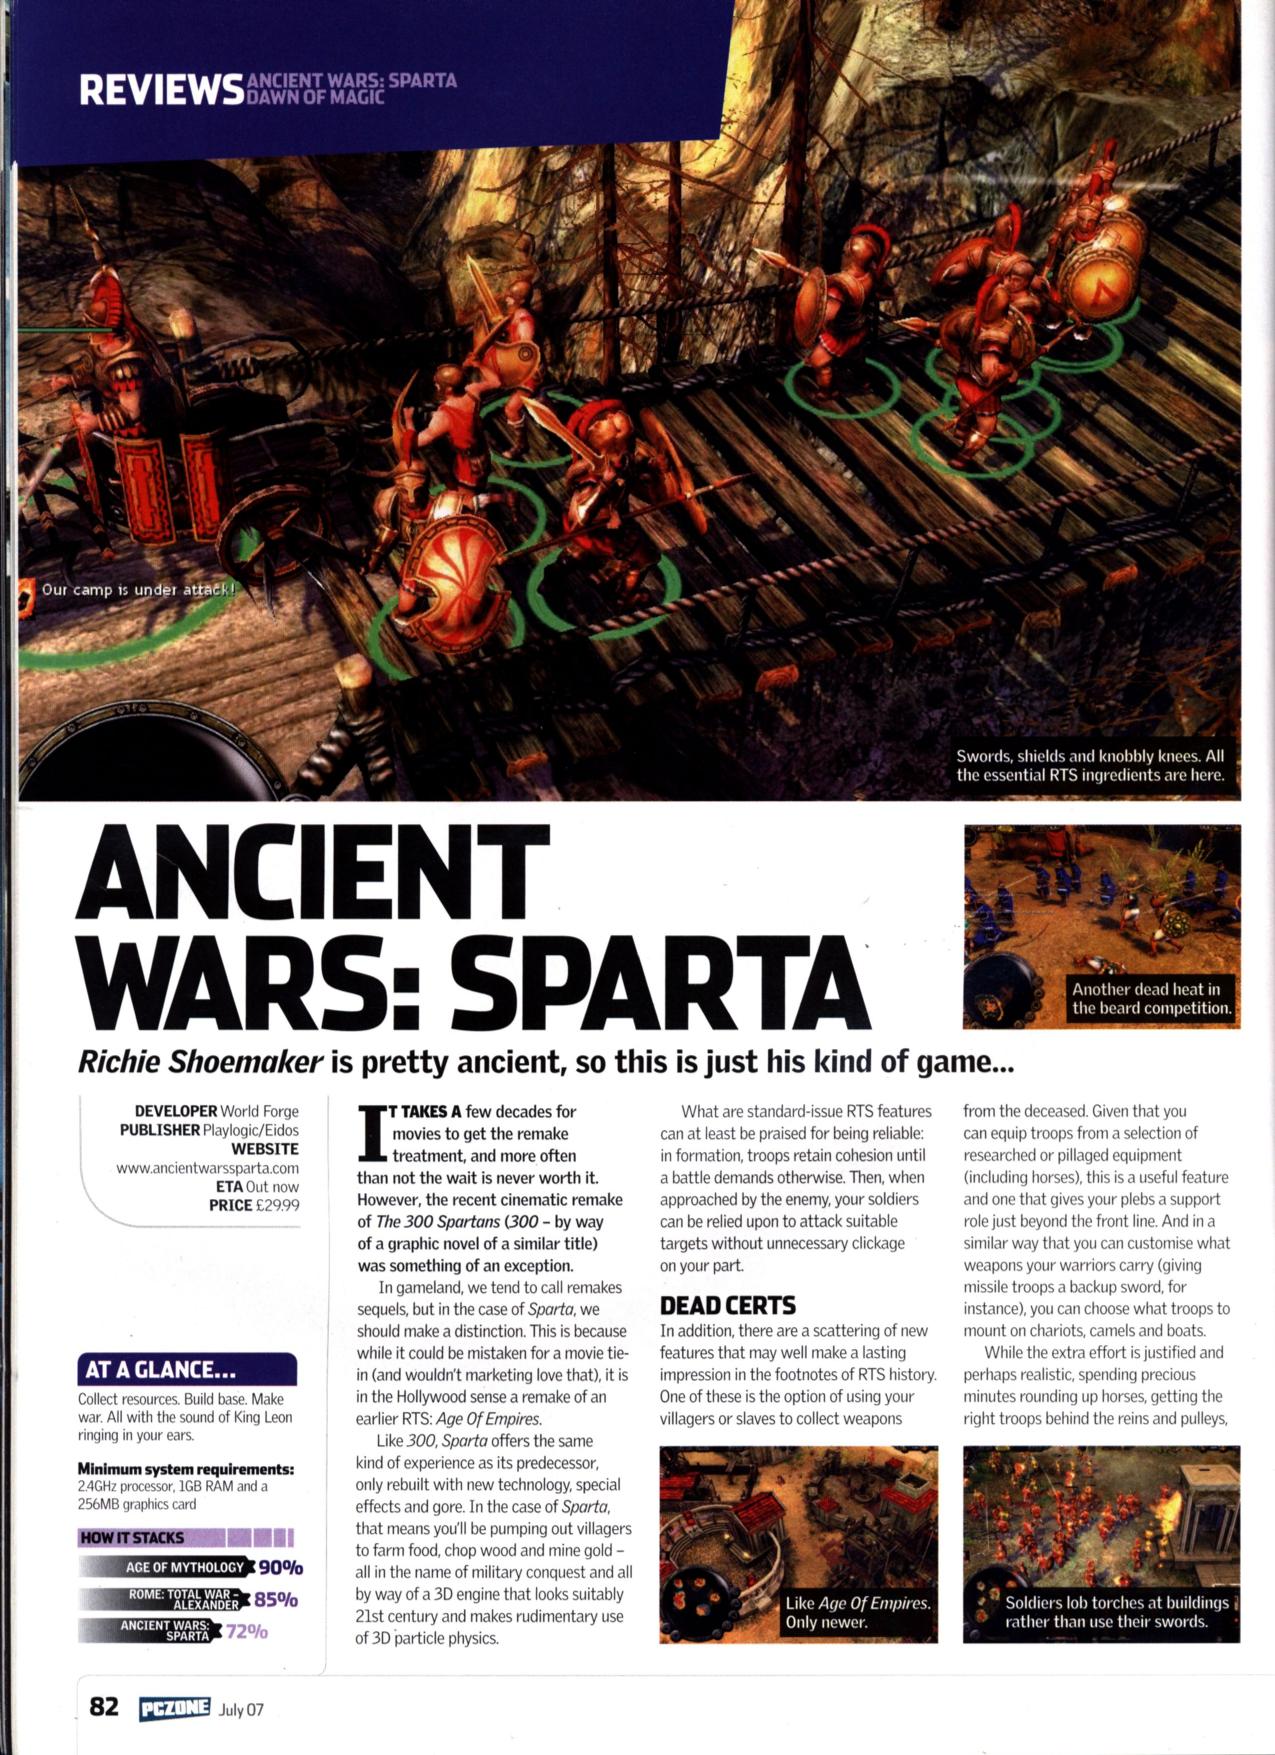 REVIEWS ANCIENT WARS: SPARTA
DAWN OF MAGIC
Our camp is under attack!
Swords, shields and knobbly knees. All
the essential RTS ingredients are here.
ANCIENT
WARS: SPARTA
Another dead heat in
the beard competition.
Richie Shoemaker is pretty ancient, so this is just his kind of game...
DEVELOPER World Forge
PUBLISHER Playlogic/Eidos
WEBSITE
www.ancientwarssparta.com
ETA Out now
PRICE £29.99
AT A GLANCE...
Collect resources. Build base. Make
war. All with the sound of King Leon
ringing in your ears.
Minimum system requirements:
2.4GHz processor, 1GB RAM and a
256MB graphics card
HOW IT STACKS
AGE OF MYTHOLOGY 90%
ROME: TOTAL WAR –
ALEXANDER 85%
ANCIENT WARS:
SPARTA 72%
IT TAKES A few decades for
movies to get the remake
treatment, and more often
than not the wait is never worth it.
However, the recent cinematic remake
of The 300 Spartans (300 – by way
of a graphic novel of a similar title)
was something of an exception.
In gameland, we tend to call remakes
sequels, but in the case of Sparta, we
should make a distinction. This is because
while it could be mistaken for a movie tie-
in (and wouldn't marketing love that), it is
in the Hollywood sense a remake of an
earlier RTS: Age Of Empires.
Like 300, Sparta offers the same
kind of experience as its predecessor,
only rebuilt with new technology, special
effects and gore. In the case of Sparta,
that means you'll be pumping out villagers
to farm food, chop wood and mine gold –
all in the name of military conquest and all
by way of a 3D engine that looks suitably
21st century and makes rudimentary use
of 3D particle physics.
What are standard-issue RTS features
can at least be praised for being reliable:
in formation, troops retain cohesion until
a battle demands otherwise. Then, when
approached by the enemy, your soldiers
can be relied upon to attack suitable
targets without unnecessary clickage
on your part.
DEAD CERTS
In addition, there are a scattering of new
features that may well make a lasting
impression in the footnotes of RTS history.
One of these is the option of using your
villagers or slaves to collect weapons
Like Age Of Empires.
Only newer.
from the deceased. Given that you
can equip troops from a selection of
researched or pillaged equipment
(including horses), this is a useful feature
and one that gives your plebs a support
role just beyond the front line. And in a
similar way that you can customise what
weapons your warriors carry (giving
missile troops a backup sword, for
instance), you can choose what troops to
mount on chariots, camels and boats.
While the extra effort is justified and
perhaps realistic, spending precious
minutes rounding up horses, getting the
right troops behind the reins and pulleys,
Soldiers lob torches at buildings
rather than use their swords.
82 PCZONE July 07